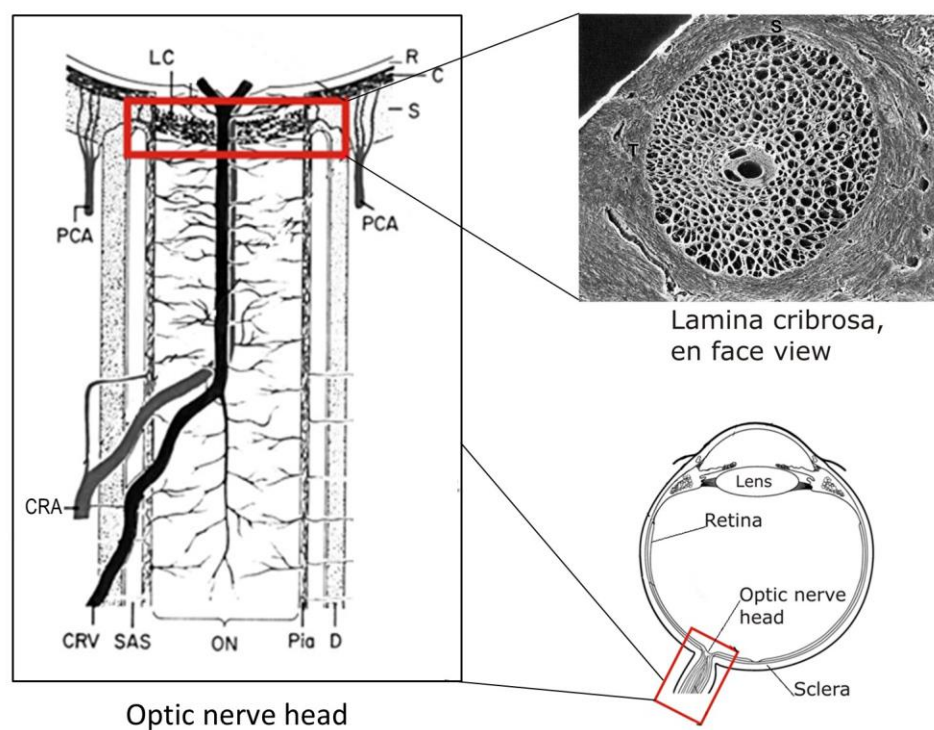 LC
R
C
S
PCA
PCA
CRA
CRV SAS ON Pia D
Optic nerve head
S
T
Lamina cribrosa,
en face view
Lens
Retina
Optic nerve
head
Sclera